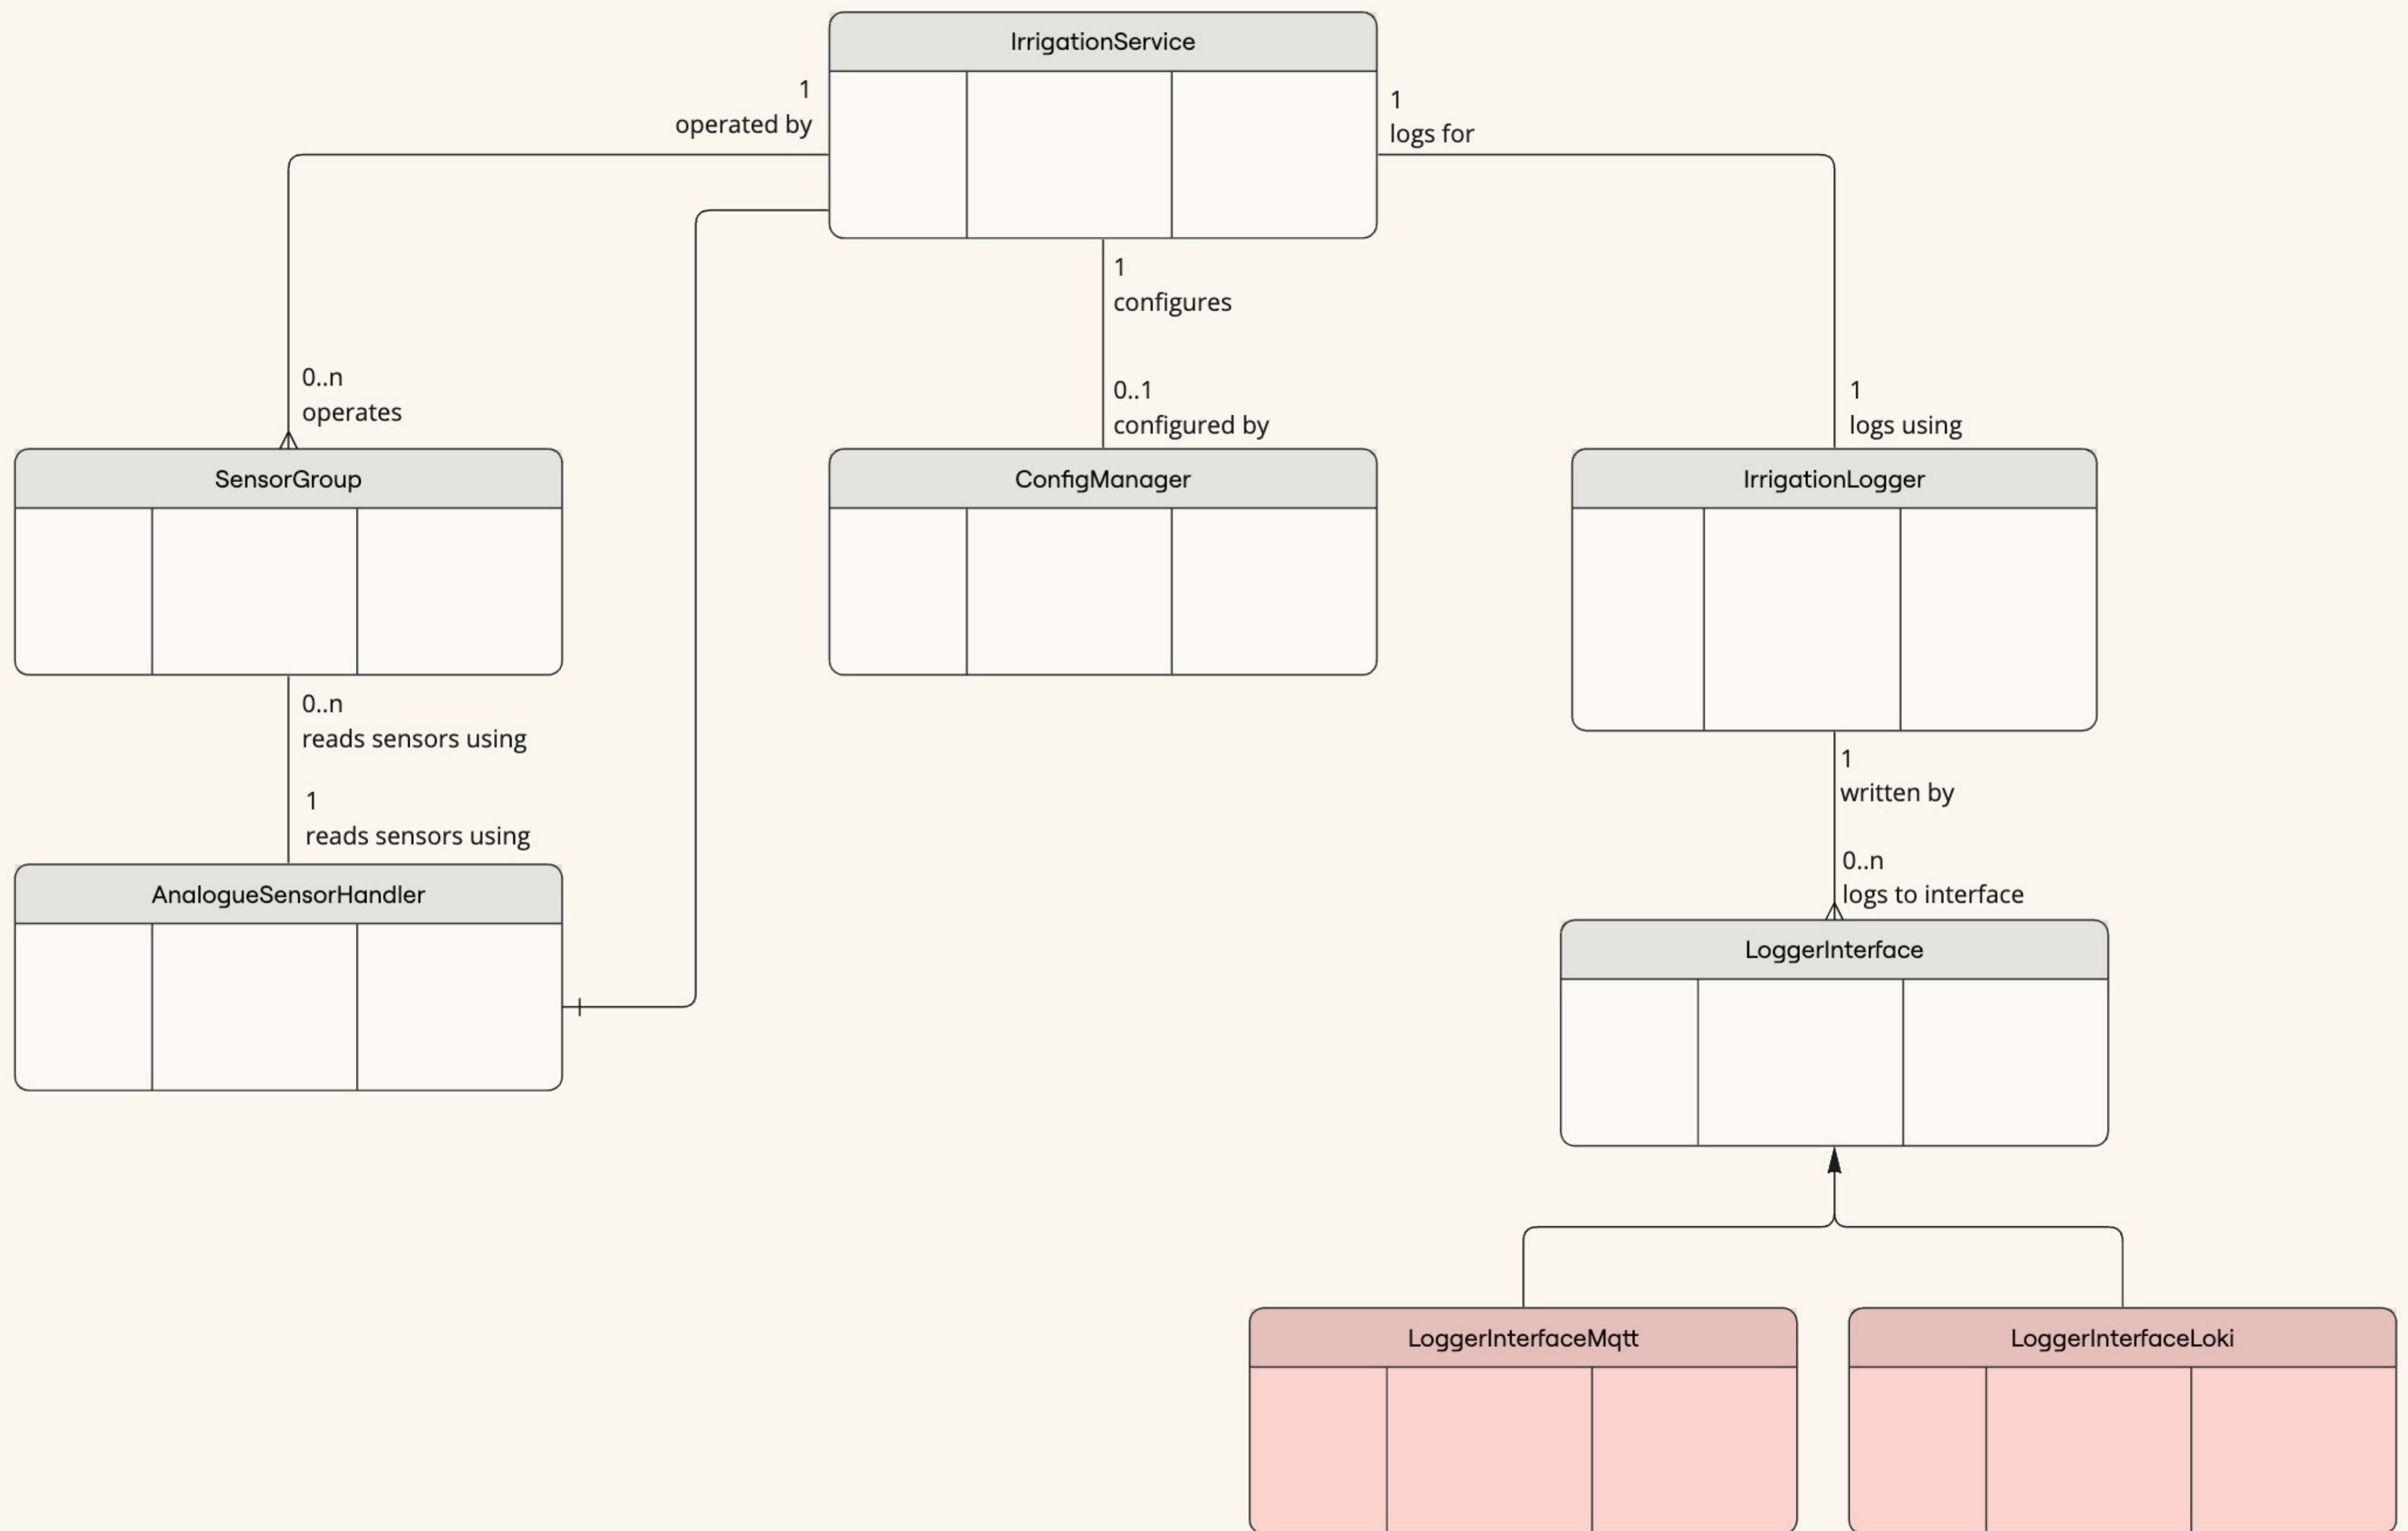 IrrigationService
1
operated by
1
logs for
1
configures
0..n
operates
0..1
configured by
1
logs using
SensorGroup
ConfigManager
IrrigationLogger
0..n
reads sensors using
1
reads sensors using
1
written by
0..n
logs to interface
AnalogueSensorHandler
LoggerInterface
LoggerInterfaceMqtt
LoggerInterfaceLoki